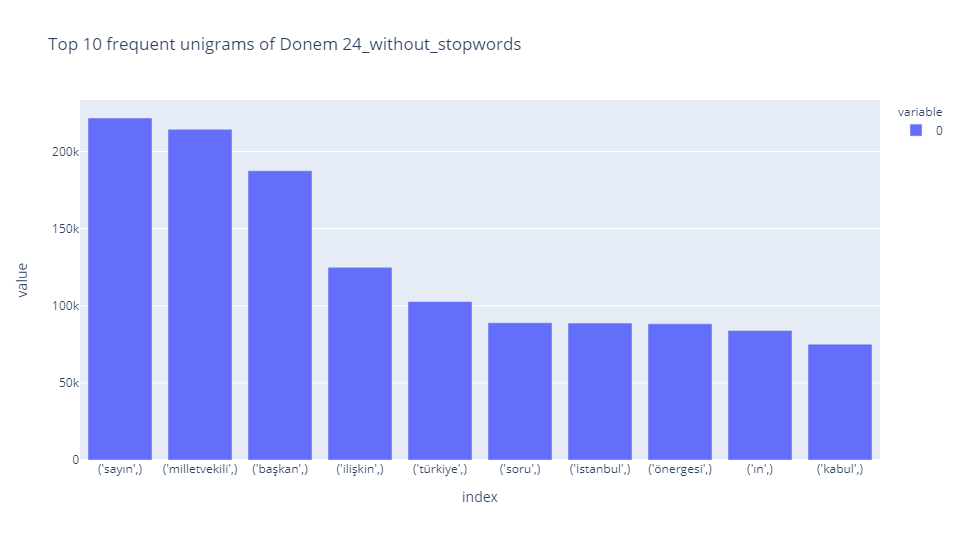 Top 10 frequent unigrams of Donem 24_without_stopwords
variable
0
200k
150k
100k
50k
0
value
('sayın',) ('milletvekili',) ('başkan',) ('ilişkin',) ('türkiye',) ('soru',) ('istanbul',) ('önergesi',) ('ın',) ('kabul',)
index